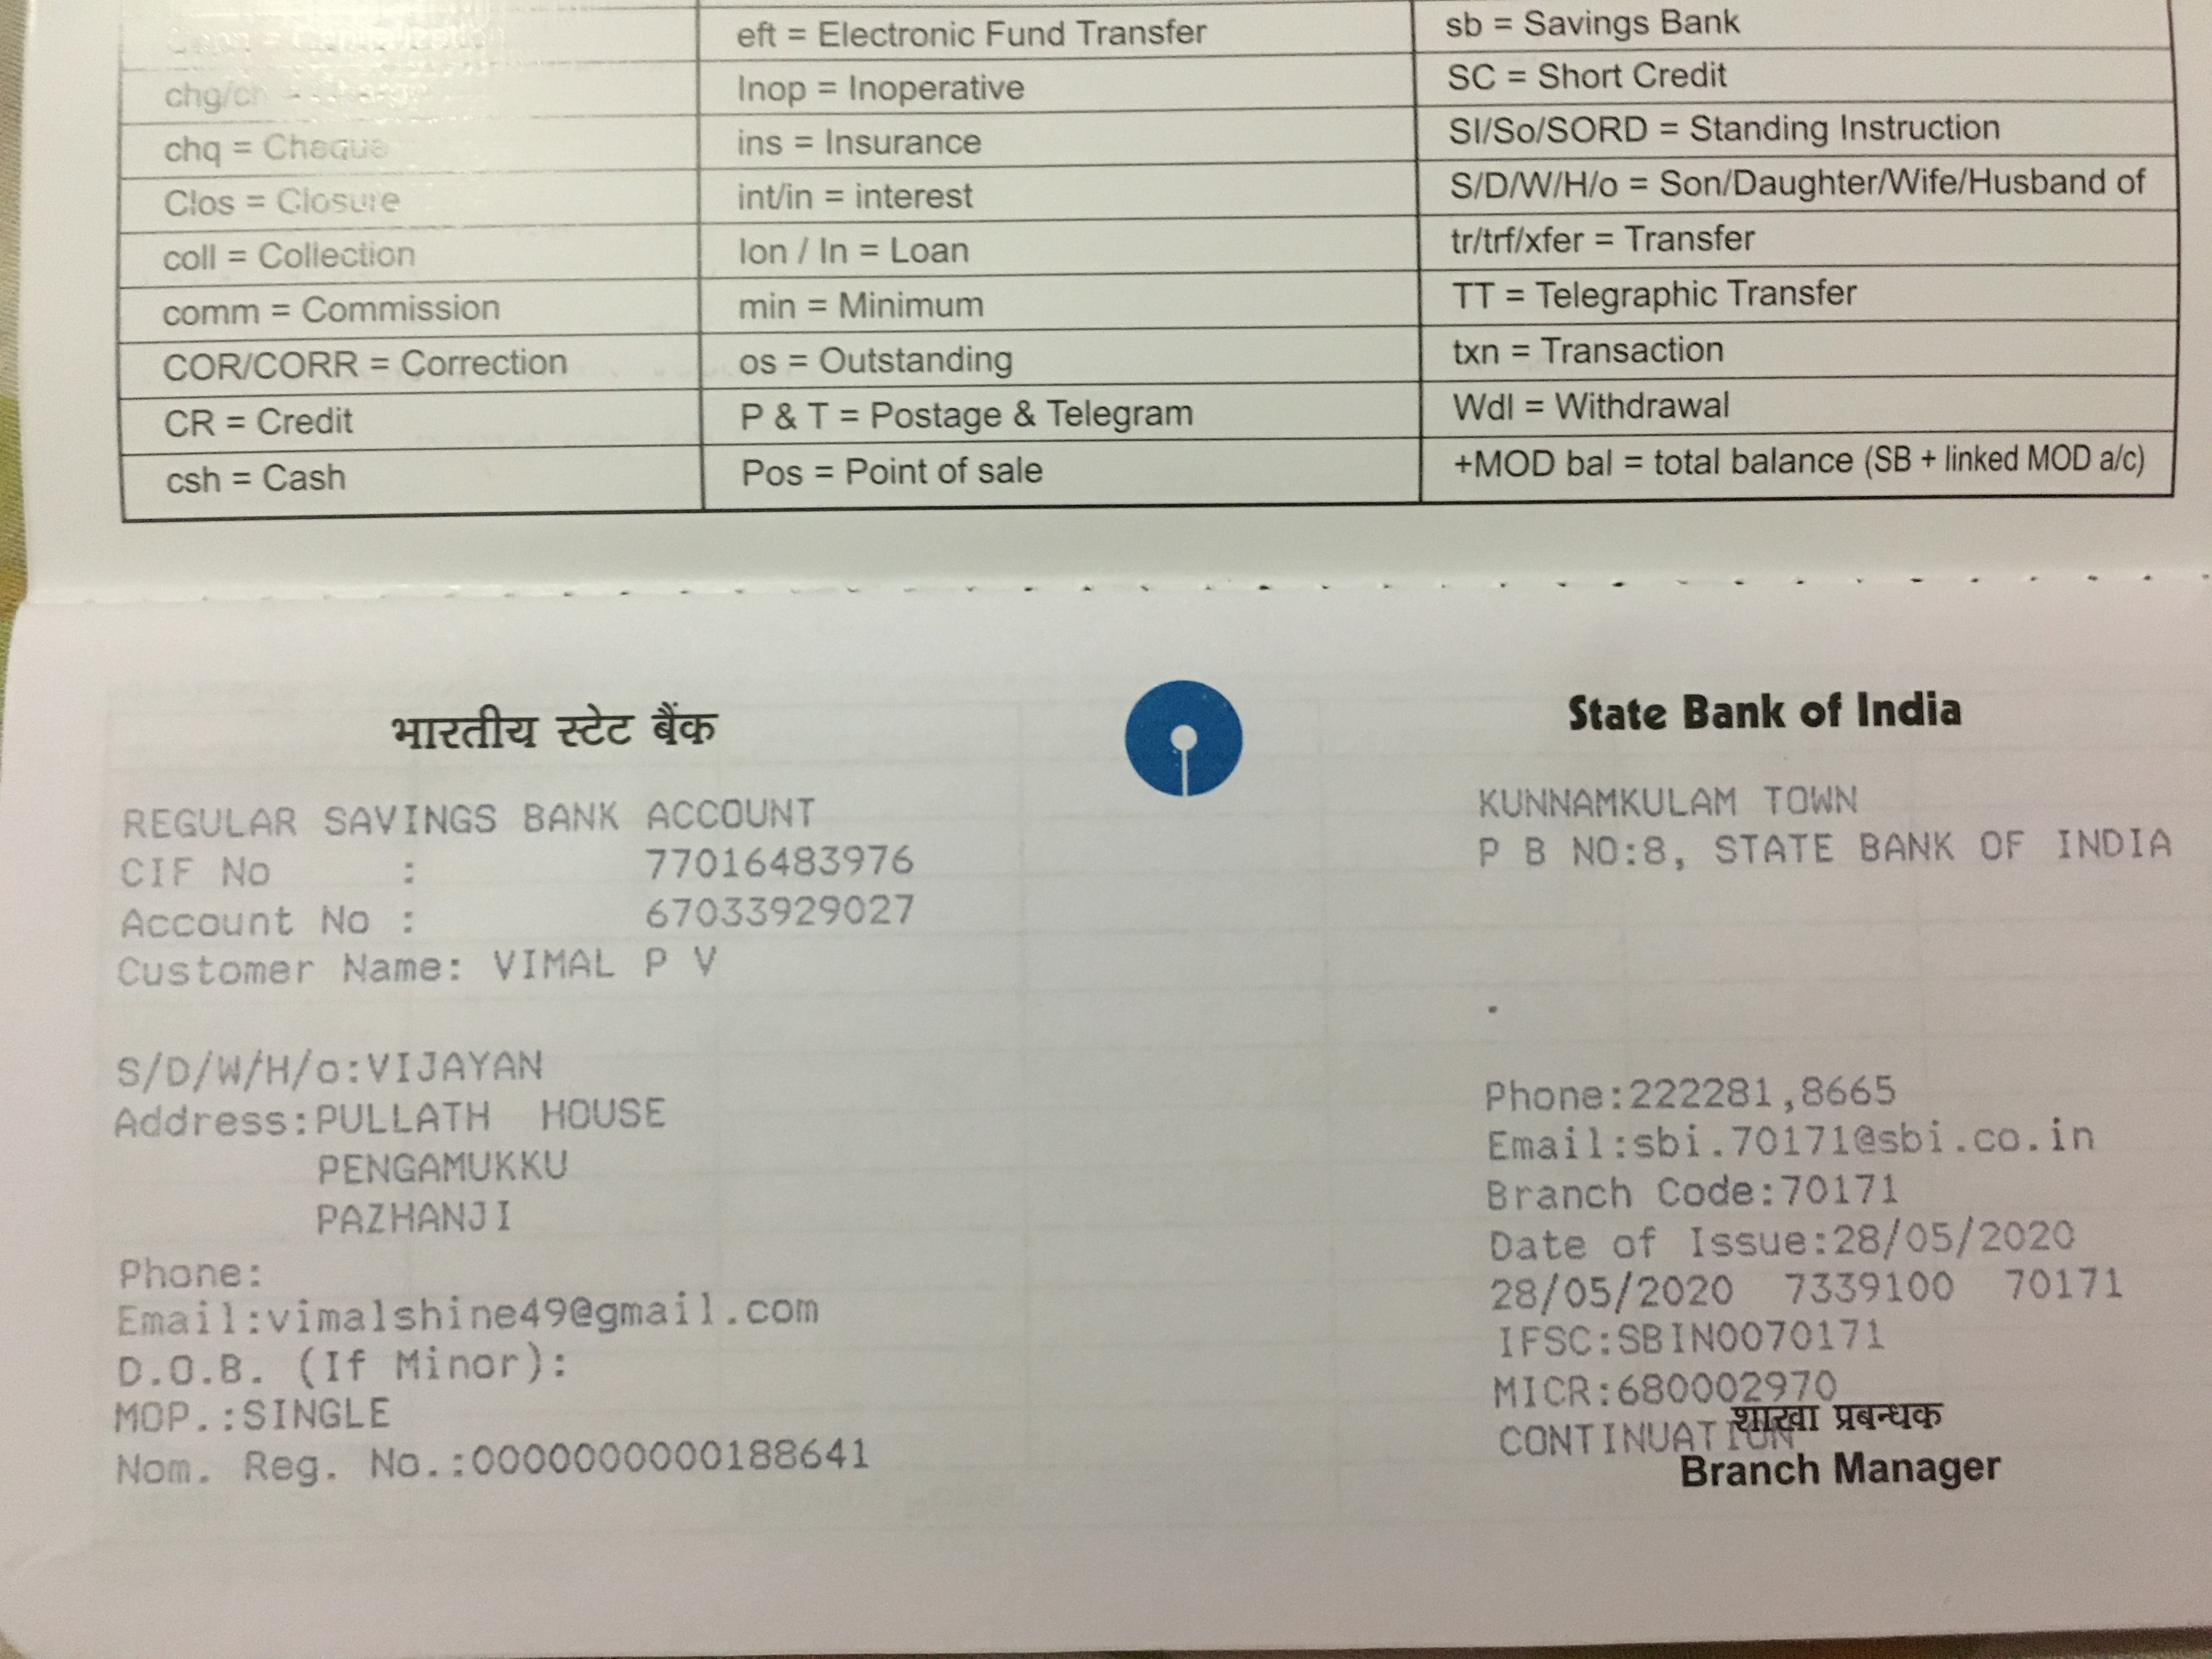 chq = Cheque
Clos = Closure
coll = Collection
comm = Commission
COR/CORR = Correction
CR = Credit
csh = Cash
eft = Electronic Fund Transfer
Inop = Inoperative
ins = Insurance
int/in = interest
lon / ln = Loan
min = Minimum
os = Outstanding
P & T = Postage & Telegram
Pos = Point of sale
sb = Savings Bank
SC = Short Credit
SI/So/SORD = Standing Instruction
S/D/W/H/o = Son/Daughter/Wife/Husband of
tr/trf/xfer = Transfer
TT = Telegraphic Transfer
txn = Transaction
Wdl = Withdrawal
+MOD bal = total balance (SB + linked MOD a/c)
भारतीय स्टेट बैंक
State Bank of India
REGULAR SAVINGS BANK ACCOUNT
CIF No : 77016483976
Account No : 67033929027
Customer Name: VIMAL P V
S/D/W/H/o:VIJAYAN
Address:PULLATH HOUSE
PENGAMUKKU
PAZHANJI
Phone:
Email:vimalshine49@gmail.com
D.O.B. (If Minor):
MOP.:SINGLE
Nom. Reg. No.:0000000000188641
KUNNAMKULAM TOWN
P B NO:8, STATE BANK OF INDIA
Phone:222281,8665
Email:sbi.70171@sbi.co.in
Branch Code:70171
Date of Issue:28/05/2020
28/05/2020 7339100 70171
IFSC:SBIN0070171
MICR:680002970
CONTINUATION
शाखा प्रबन्धक
Branch Manager